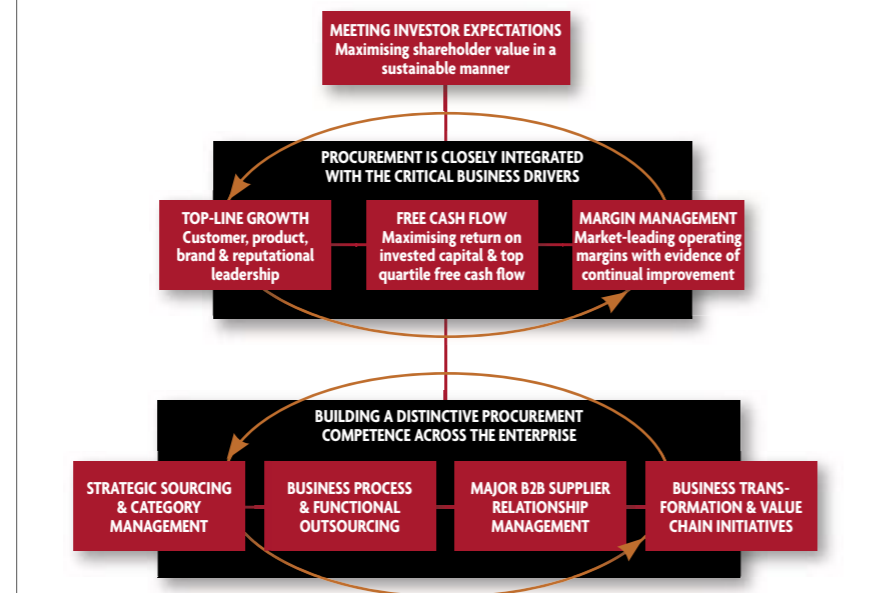 MEETING INVESTOR EXPECTATIONS
Maximising shareholder value in a
sustainable manner
PROCUREMENT IS CLOSELY INTEGRATED
WITH THE CRITICAL BUSINESS DRIVERS
TOP-LINE GROWTH
Customer, product,
brand & reputational
leadership
FREE CASH FLOW
Maximising return on
invested capital & top
quartile free cash flow
MARGIN MANAGEMENT
Market-leading operating
margins with evidence of
continual improvement
BUILDING A DISTINCTIVE PROCUREMENT
COMPETENCE ACROSS THE ENTERPRISE
STRATEGIC SOURCING
& CATEGORY
MANAGEMENT
BUSINESS PROCESS
& FUNCTIONAL
OUTSOURCING
MAJOR B2B SUPPLIER
RELATIONSHIP
MANAGEMENT
BUSINESS TRANS-
FORMATION & VALUE
CHAIN INITIATIVES